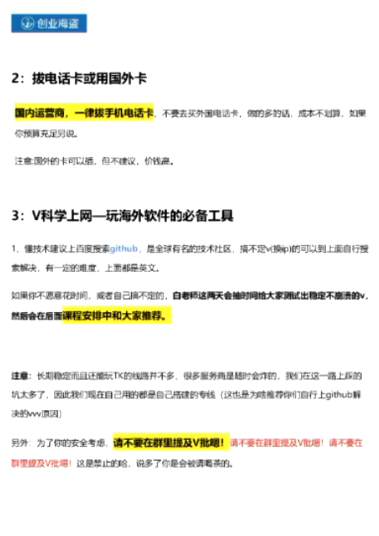 创业海盗
2：拔电话卡或用国外卡
国内运营商，一律拔手机电话卡，不要去买外国电话卡，做的多的话，成本不划算，如果
你预算充足另说。
注意:国外的卡可以插，但不建议，价钱高。
3：V科学上网—玩海外软件的必备工具
1，懂技术建议上百度搜索github，是全球有名的技术社区，搞不定v(换ip)的可以到上面自行搜
索解决，有一定的难度，上面都是英文。
如果你不愿意花时间，或者自己搞不定的，白老师这两天会抽时间给大家测试出稳定不崩溃的v，
然后会在后面课程安排中和大家推荐。
注意：长期稳定而且还能玩TK的线路并不多，很多服务商是随时会炸的，我们在这一路上踩的
坑太多了，因此我们现在自己用的都是自己搭建的专线（这也是为啥推荐你们自行上github解
决的vvv原因）
另外：为了你的安全考虑，请不要在群里提及V批嗯！请不要在群里提及V批嗯！请不要在
群里提及V批嗯！这是禁止的哈，说多了你是会被请喝茶的。